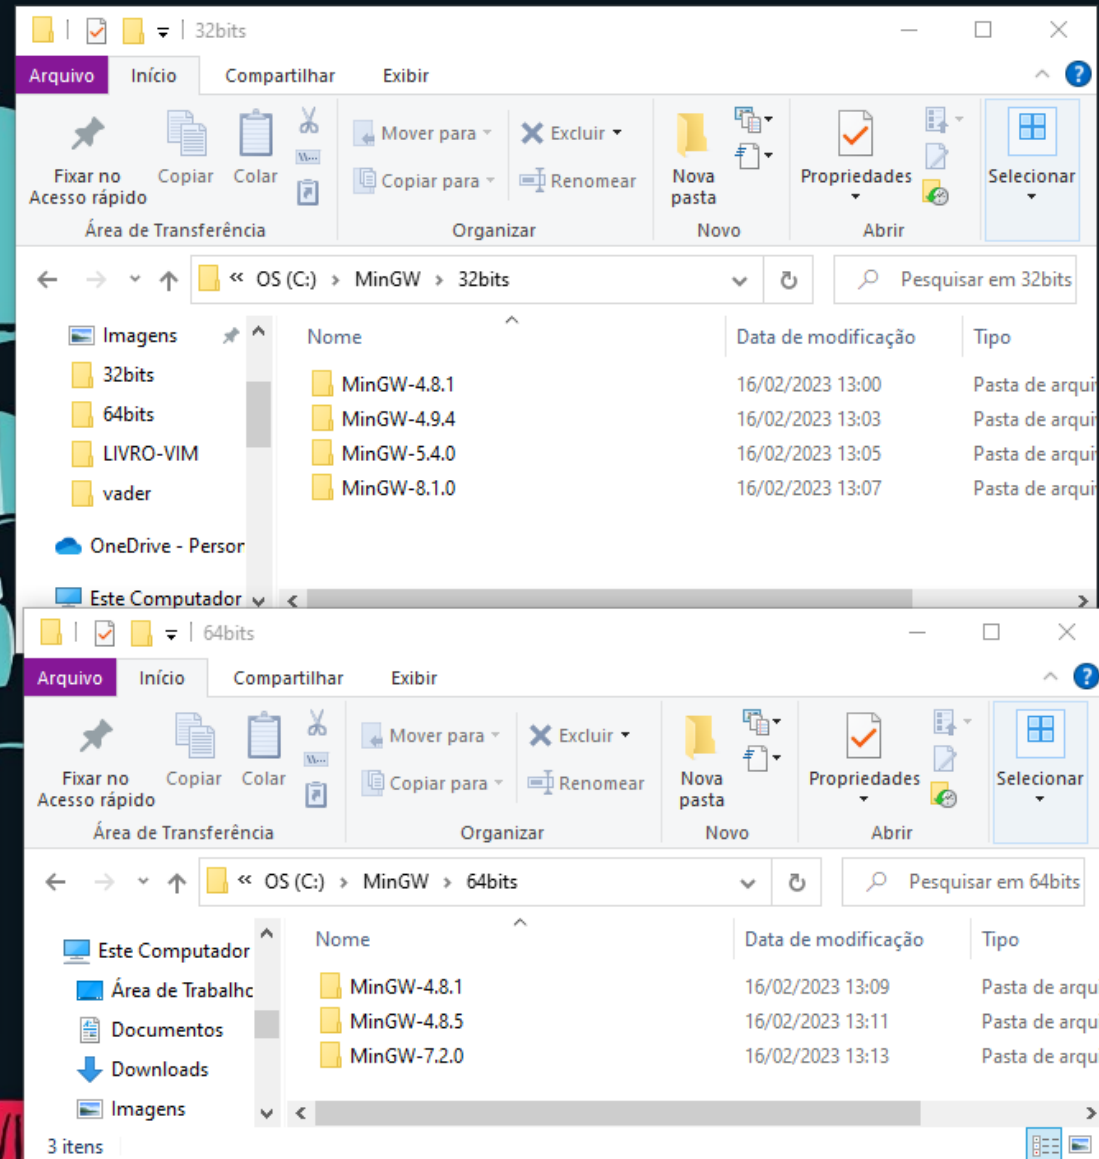 32bits
Arquivo Início Compartilhar Exibir
Fixar no Acesso rápido
Copiar
Colar
Mover para
Copiar para
Excluir
Renomear
Nova pasta
Propriedades
Selecionar
Área de Transferência Organizar Novo Abrir
« OS (C:) › MinGW › 32bits
Pesquisar em 32bits
Imagens
32bits
64bits
LIVRO-VIM
vader
OneDrive - Person
Este Computador
Nome Data de modificação Tipo
MinGW-4.8.1 16/02/2023 13:00 Pasta de arqui
MinGW-4.9.4 16/02/2023 13:03 Pasta de arqui
MinGW-5.4.0 16/02/2023 13:05 Pasta de arqui
MinGW-8.1.0 16/02/2023 13:07 Pasta de arqui
64bits
Arquivo Início Compartilhar Exibir
Fixar no Acesso rápido
Copiar
Colar
Mover para
Copiar para
Excluir
Renomear
Nova pasta
Propriedades
Selecionar
Área de Transferência Organizar Novo Abrir
« OS (C:) › MinGW › 64bits
Pesquisar em 64bits
Este Computador
Área de Trabalho
Documentos
Downloads
Imagens
Nome Data de modificação Tipo
MinGW-4.8.1 16/02/2023 13:09 Pasta de arqu
MinGW-4.8.5 16/02/2023 13:11 Pasta de arqu
MinGW-7.2.0 16/02/2023 13:13 Pasta de arqu
3 itens